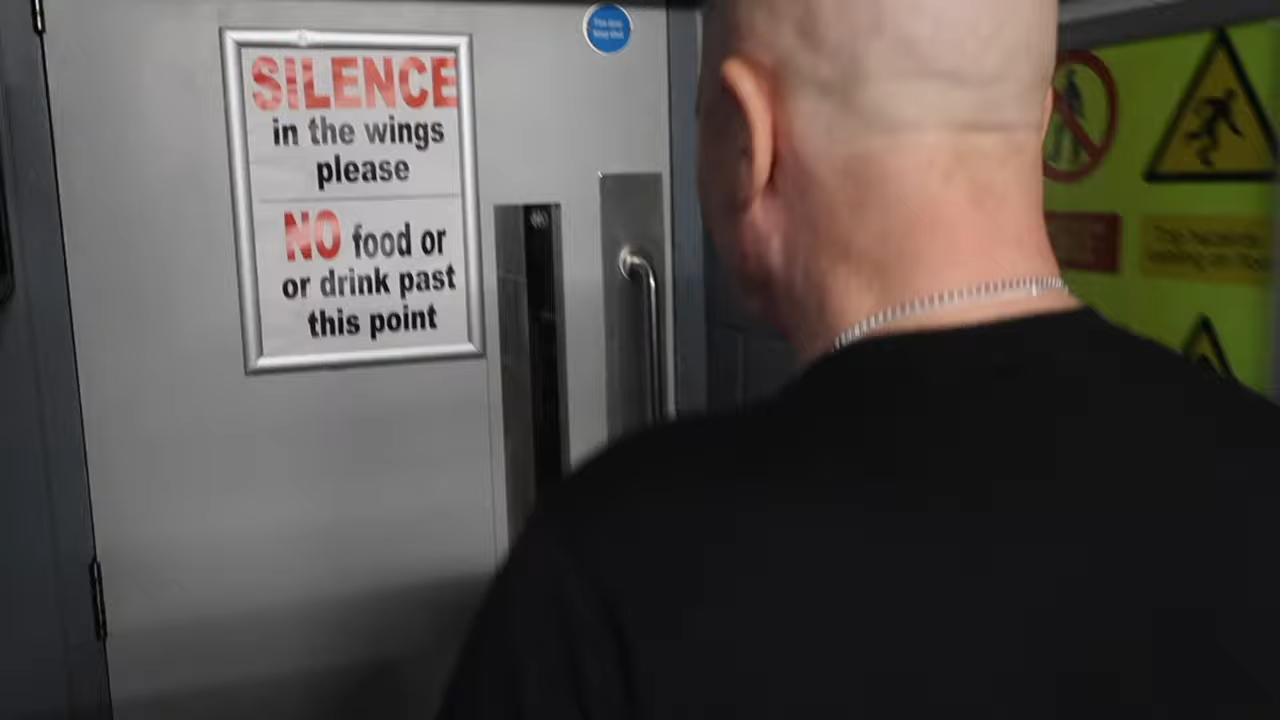 SILENCE
in the wings
please
NO food or
or drink past
this point